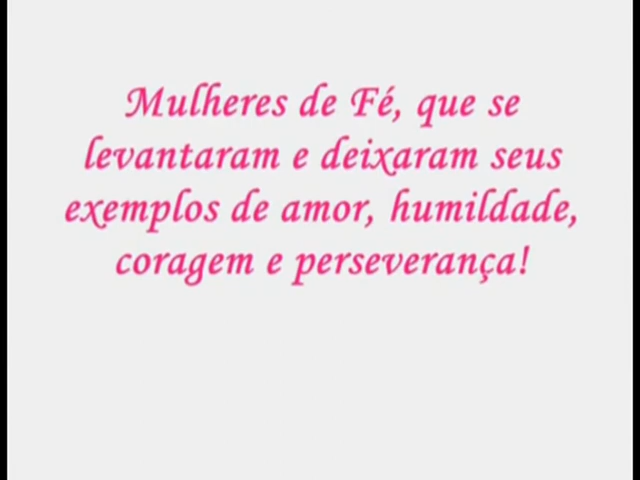 Mulheres de Fé, que se
levantaram e deixaram seus
exemplos de amor, humildade,
coragem e perseverança!